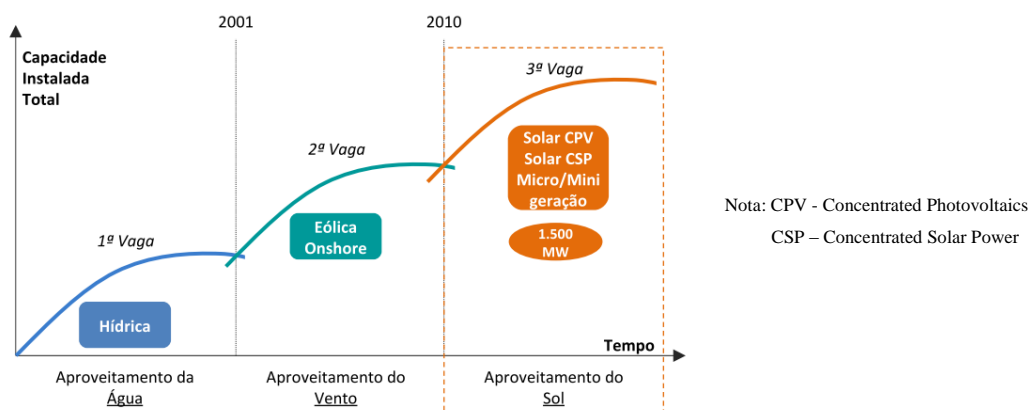 2001
2010
Capacidade
Instalada
Total
3ª Vaga
Solar CPV
Solar CSP
Micro/Mini
geração
2ª Vaga
Nota: CPV - Concentrated Photovoltaics
CSP – Concentrated Solar Power
Eólica
Onshore
1.500
MW
1ª Vaga
Hídrica
Tempo
Aproveitamento da
Água
Aproveitamento do
Vento
Aproveitamento do
Sol